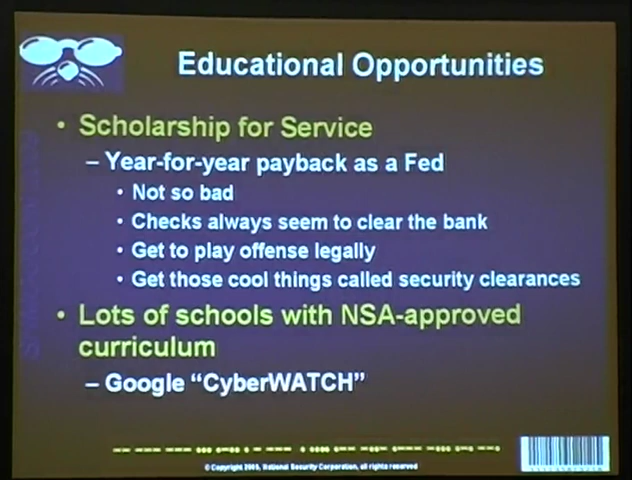 Educational Opportunities
• Scholarship for Service
– Year-for-year payback as a Fed
• Not so bad
• Checks always seem to clear the bank
• Get to play offense legally
• Get those cool things called security clearances
• Lots of schools with NSA-approved
curriculum
– Google “CyberWATCH”
© Copyright 2005, National Security Corporation, all rights reserved